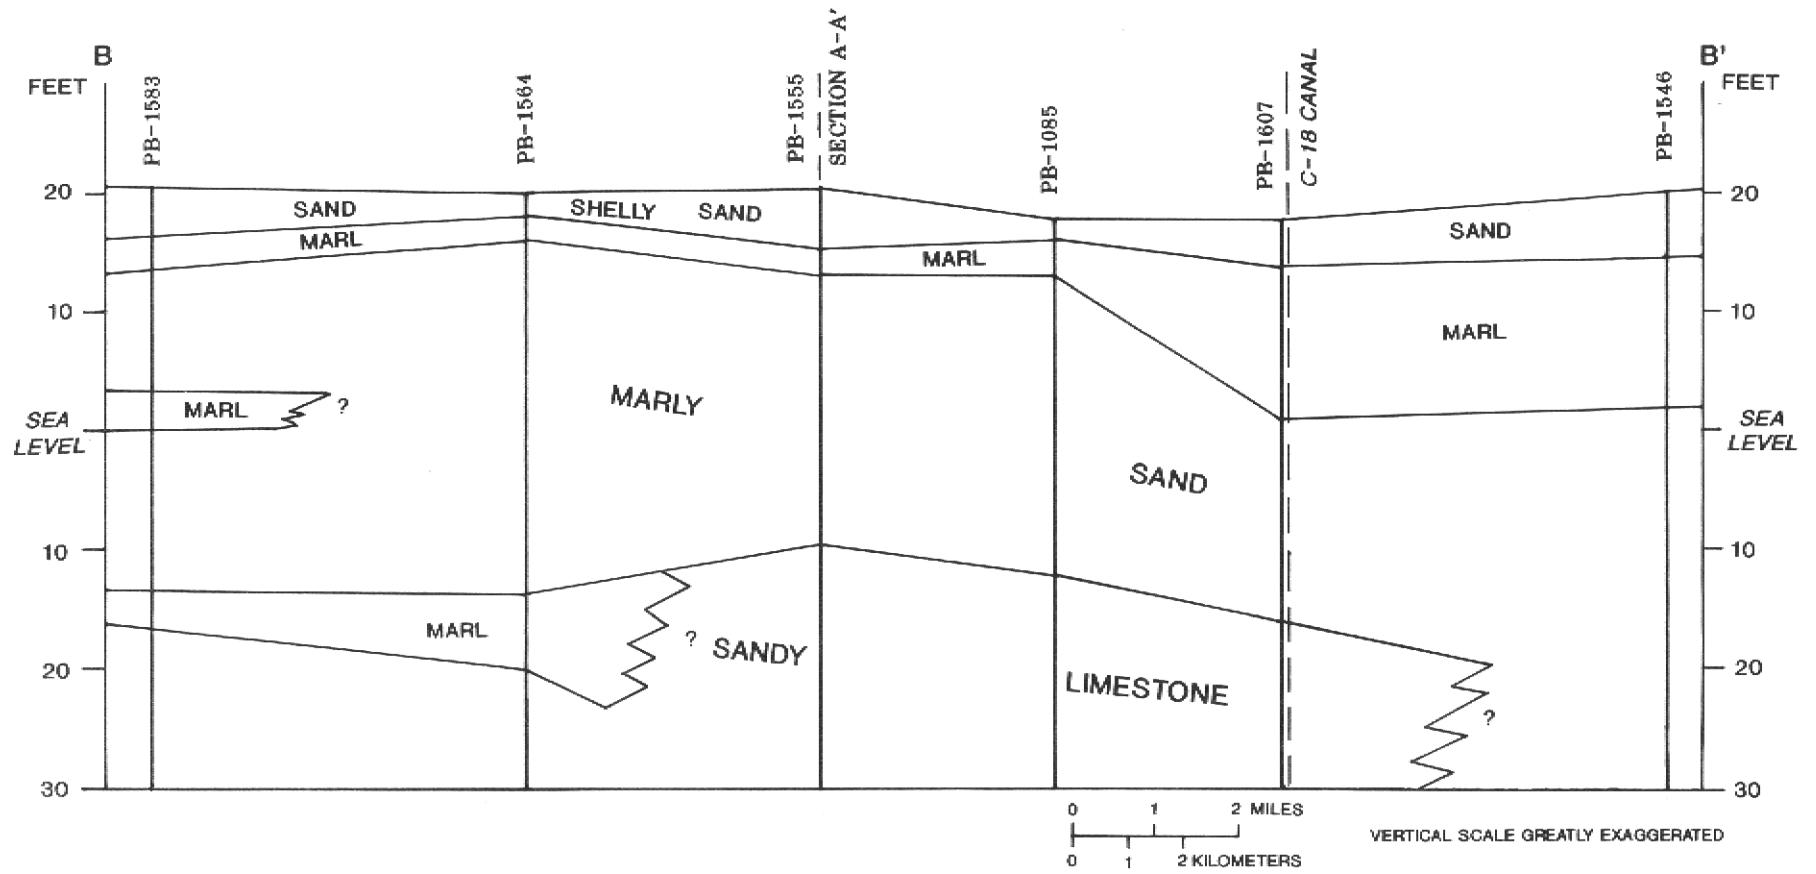 B
B'
FEET
FEET
PB-1583
PB-1564
PB-1555
SECTION A-A'
PB-1085
PB-1607
C-18 CANAL
PB-1546
20
SAND
SHELLY SAND
SAND
20
MARL
MARL
10
10
MARL
MARLY
MARL ?
SEA
LEVEL
SEA
LEVEL
SAND
10
10
MARL
? SANDY
20
20
LIMESTONE
?
30
30
0 1 2 MILES
0 1 2 KILOMETERS
VERTICAL SCALE GREATLY EXAGGERATED